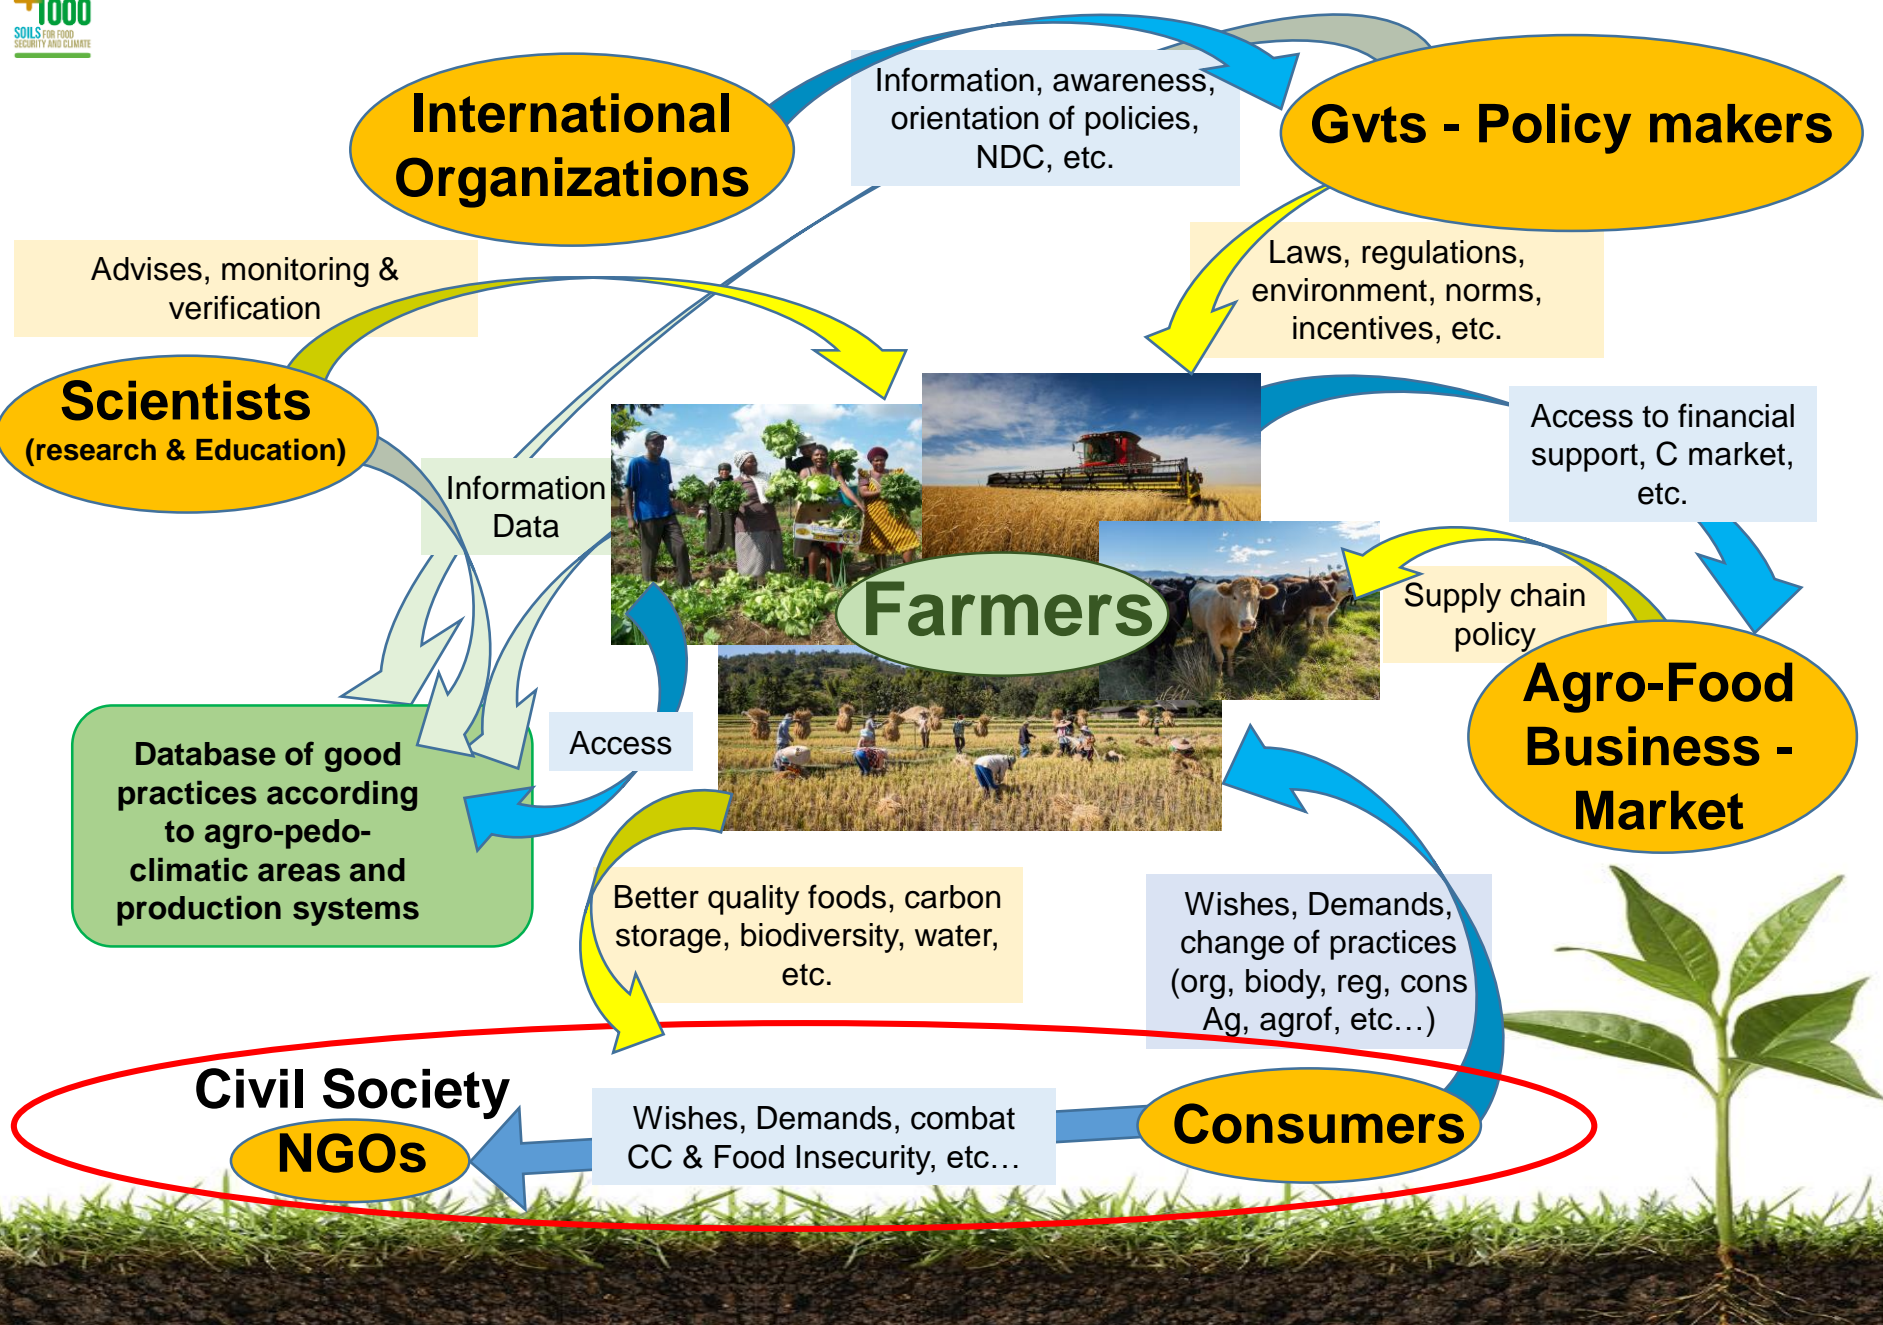 1000
SOILS FOR FOOD
SECURITY AND CLIMATE
International
Organizations
Information, awareness,
orientation of policies,
NDC, etc.
Gvts - Policy makers
Advises, monitoring &
verification
Laws, regulations,
environment, norms,
incentives, etc.
Scientists
(research & Education)
Information
Data
Access to financial
support, C market,
etc.
Farmers
Supply chain
policy
Agro-Food
Business -
Market
Database of good
practices according
to agro-pedo-
climatic areas and
production systems
Access
Better quality foods, carbon
storage, biodiversity, water,
etc.
Wishes, Demands,
change of practices
(org, biody, reg, cons
Ag, agrof, etc…)
Civil Society
NGOs
Wishes, Demands, combat
CC & Food Insecurity, etc…
Consumers